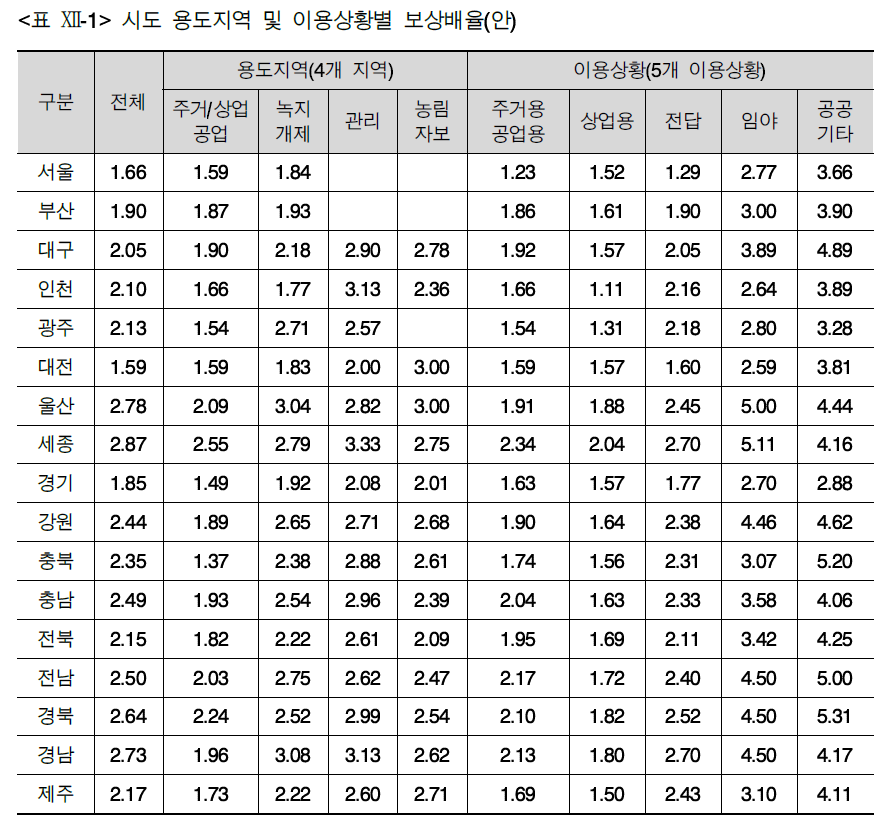 <표 Ⅻ-1> 시도 용도지역 및 이용상황별 보상배율(안)
구분 전체 용도지역(4개 지역) 이용상황(5개 이용상황)
주거/상업 공업 녹지 개제 관리 농림 자보 주거용 공업용 상업용 전답 임야 공공 기타
서울 1.66 1.59 1.84 1.23 1.52 1.29 2.77 3.66
부산 1.90 1.87 1.93 1.86 1.61 1.90 3.00 3.90
대구 2.05 1.90 2.18 2.90 2.78 1.92 1.57 2.05 3.89 4.89
인천 2.10 1.66 1.77 3.13 2.36 1.66 1.11 2.16 2.64 3.89
광주 2.13 1.54 2.71 2.57 1.54 1.31 2.18 2.80 3.28
대전 1.59 1.59 1.83 2.00 3.00 1.59 1.57 1.60 2.59 3.81
울산 2.78 2.09 3.04 2.82 3.00 1.91 1.88 2.45 5.00 4.44
세종 2.87 2.55 2.79 3.33 2.75 2.34 2.04 2.70 5.11 4.16
경기 1.85 1.49 1.92 2.08 2.01 1.63 1.57 1.77 2.70 2.88
강원 2.44 1.89 2.65 2.71 2.68 1.90 1.64 2.38 4.46 4.62
충북 2.35 1.37 2.38 2.88 2.61 1.74 1.56 2.31 3.07 5.20
충남 2.49 1.93 2.54 2.96 2.39 2.04 1.63 2.33 3.58 4.06
전북 2.15 1.82 2.22 2.61 2.09 1.95 1.69 2.11 3.42 4.25
전남 2.50 2.03 2.75 2.62 2.47 2.17 1.72 2.40 4.50 5.00
경북 2.64 2.24 2.52 2.99 2.54 2.10 1.82 2.52 4.50 5.31
경남 2.73 1.96 3.08 3.13 2.62 2.13 1.80 2.70 4.50 4.17
제주 2.17 1.73 2.22 2.60 2.71 1.69 1.50 2.43 3.10 4.11